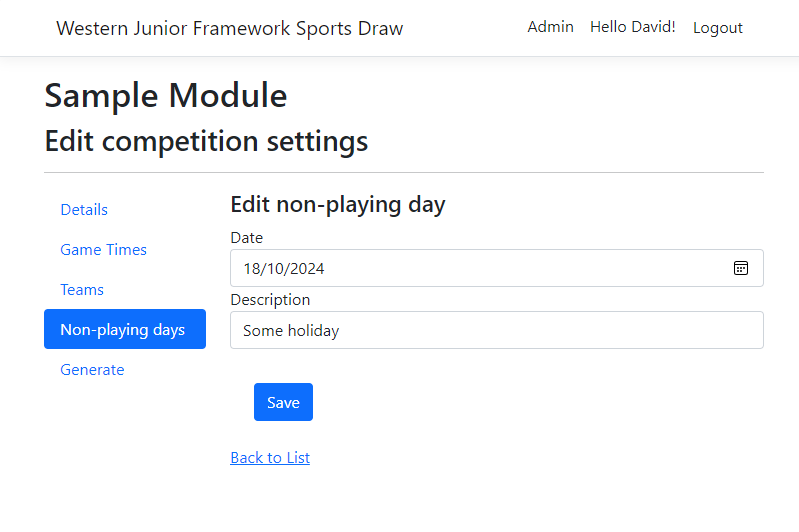 Western Junior Framework Sports Draw Admin Hello David! Logout
Sample Module
Edit competition settings
Details
Game Times
Teams
Non-playing days
Generate
Edit non-playing day
Date
18/10/2024
Description
Some holiday
Save
Back to List